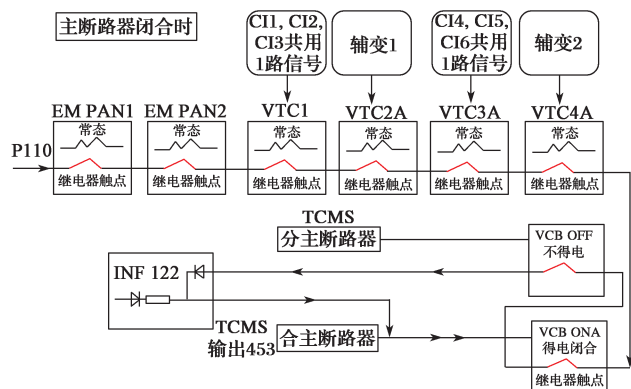 主断路器闭合时
CI1, CI2,
CI3共用
1路信号
辅变1
CI4, CI5,
CI6共用
1路信号
辅变2
EM PAN1
EM PAN2
VTC1
VTC2A
VTC3A
VTC4A
P110
常态
常态
常态
常态
常态
常态
继电器触点
继电器触点
继电器触点
继电器触点
继电器触点
继电器触点
TCMS
分主断路器
VCB OFF
不得电
INF 122
TCMS
输出453
合主断路器
VCB ONA
得电闭合
继电器触点